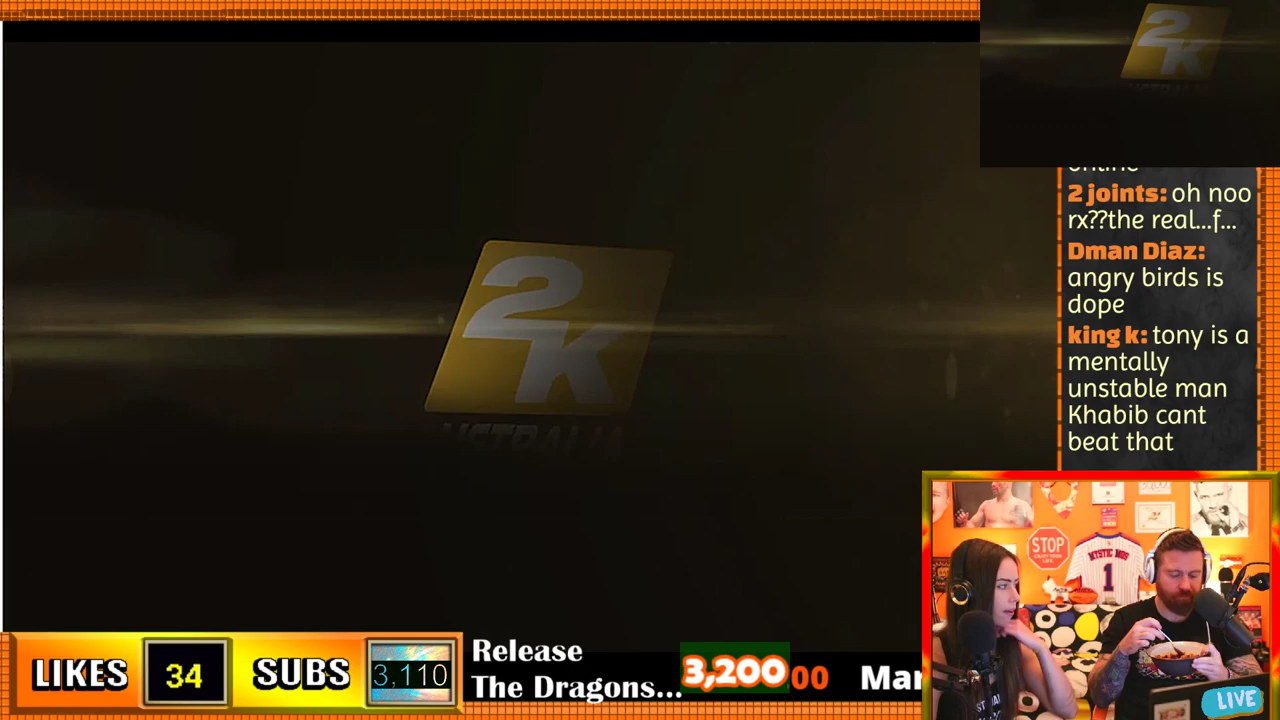 2K
2K
2 joints: oh noo
rx??the real...f...
Dman Diaz:
angry birds is
dope
king k: tony is a
mentally
unstable man
Khabib cant
beat that
STOP
MYSTIC MOS
1
LIKES
34
SUBS
3,110
Release
The Dragons...
3,200
00
Mar
LIVE